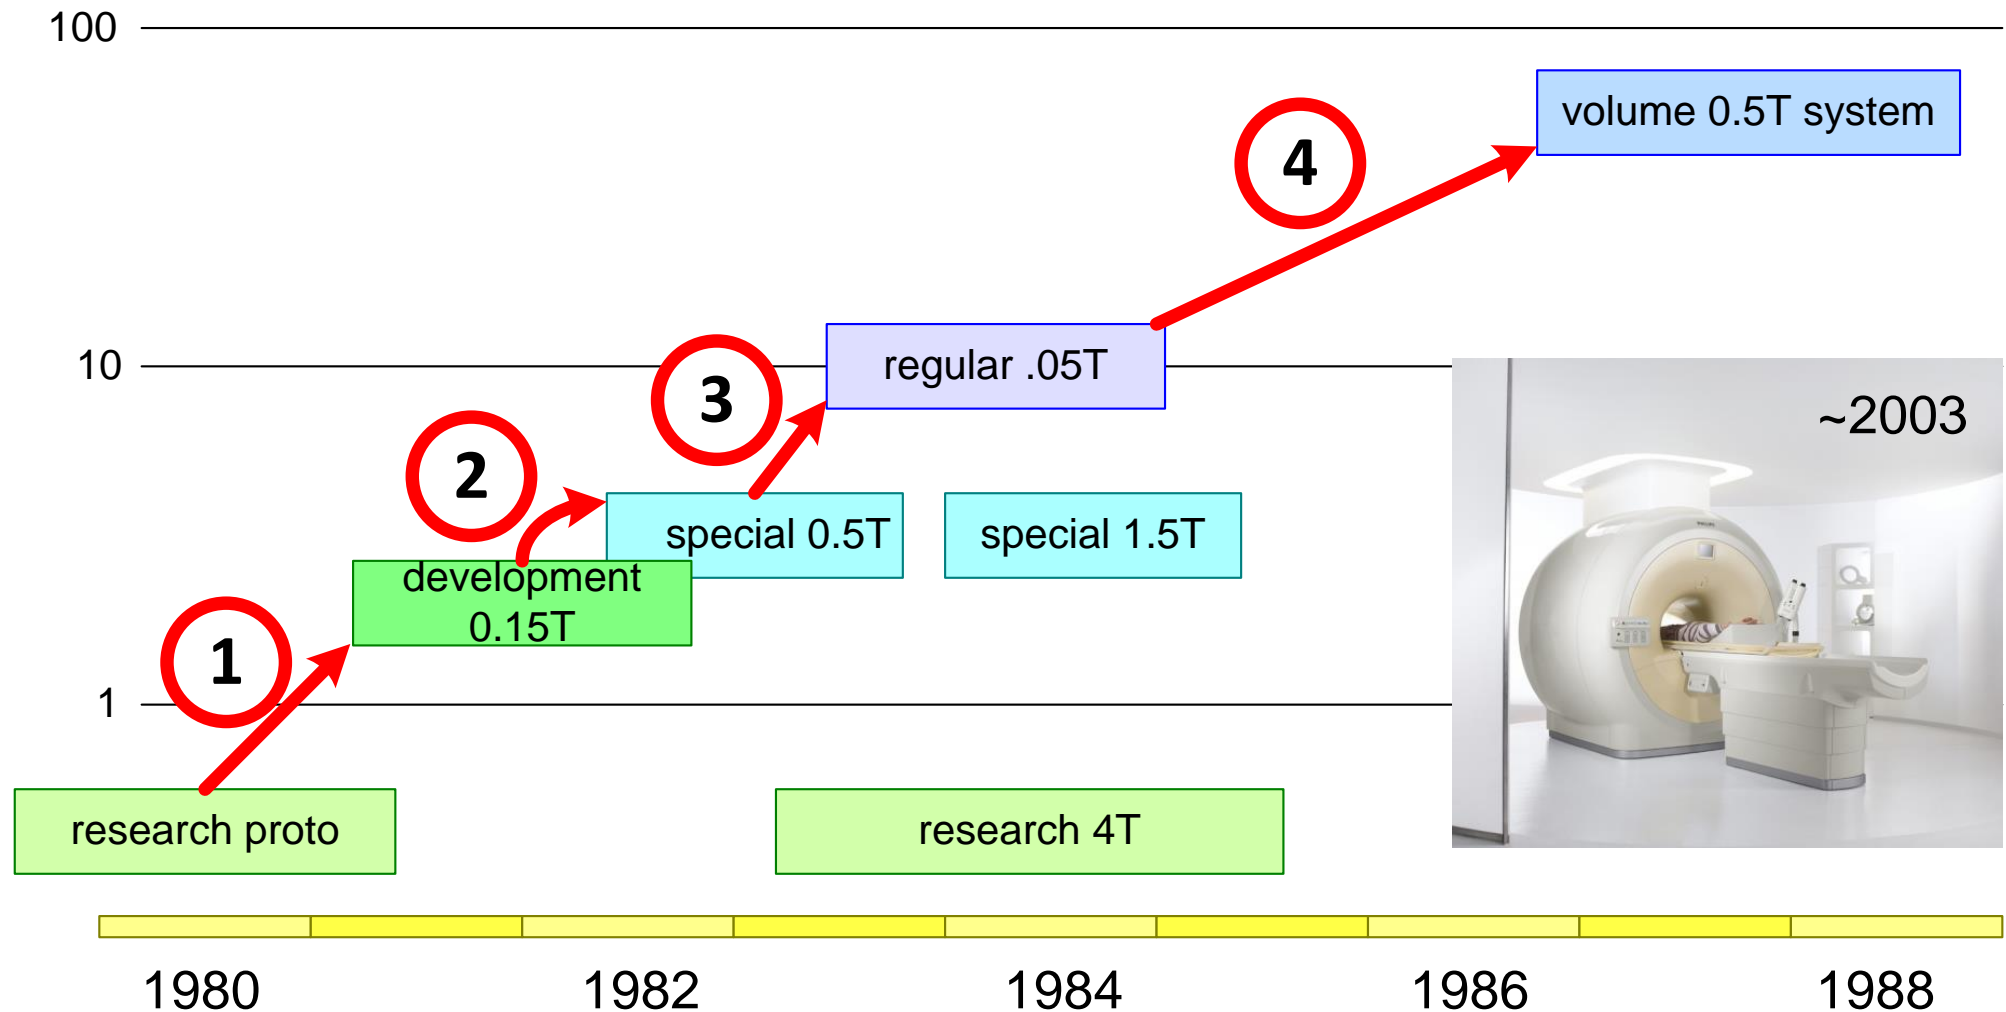 100
volume 0.5T system
4
10
regular .05T
3
~2003
2
special 0.5T
special 1.5T
development
0.15T
1
1
research proto
research 4T
1980
1982
1984
1986
1988